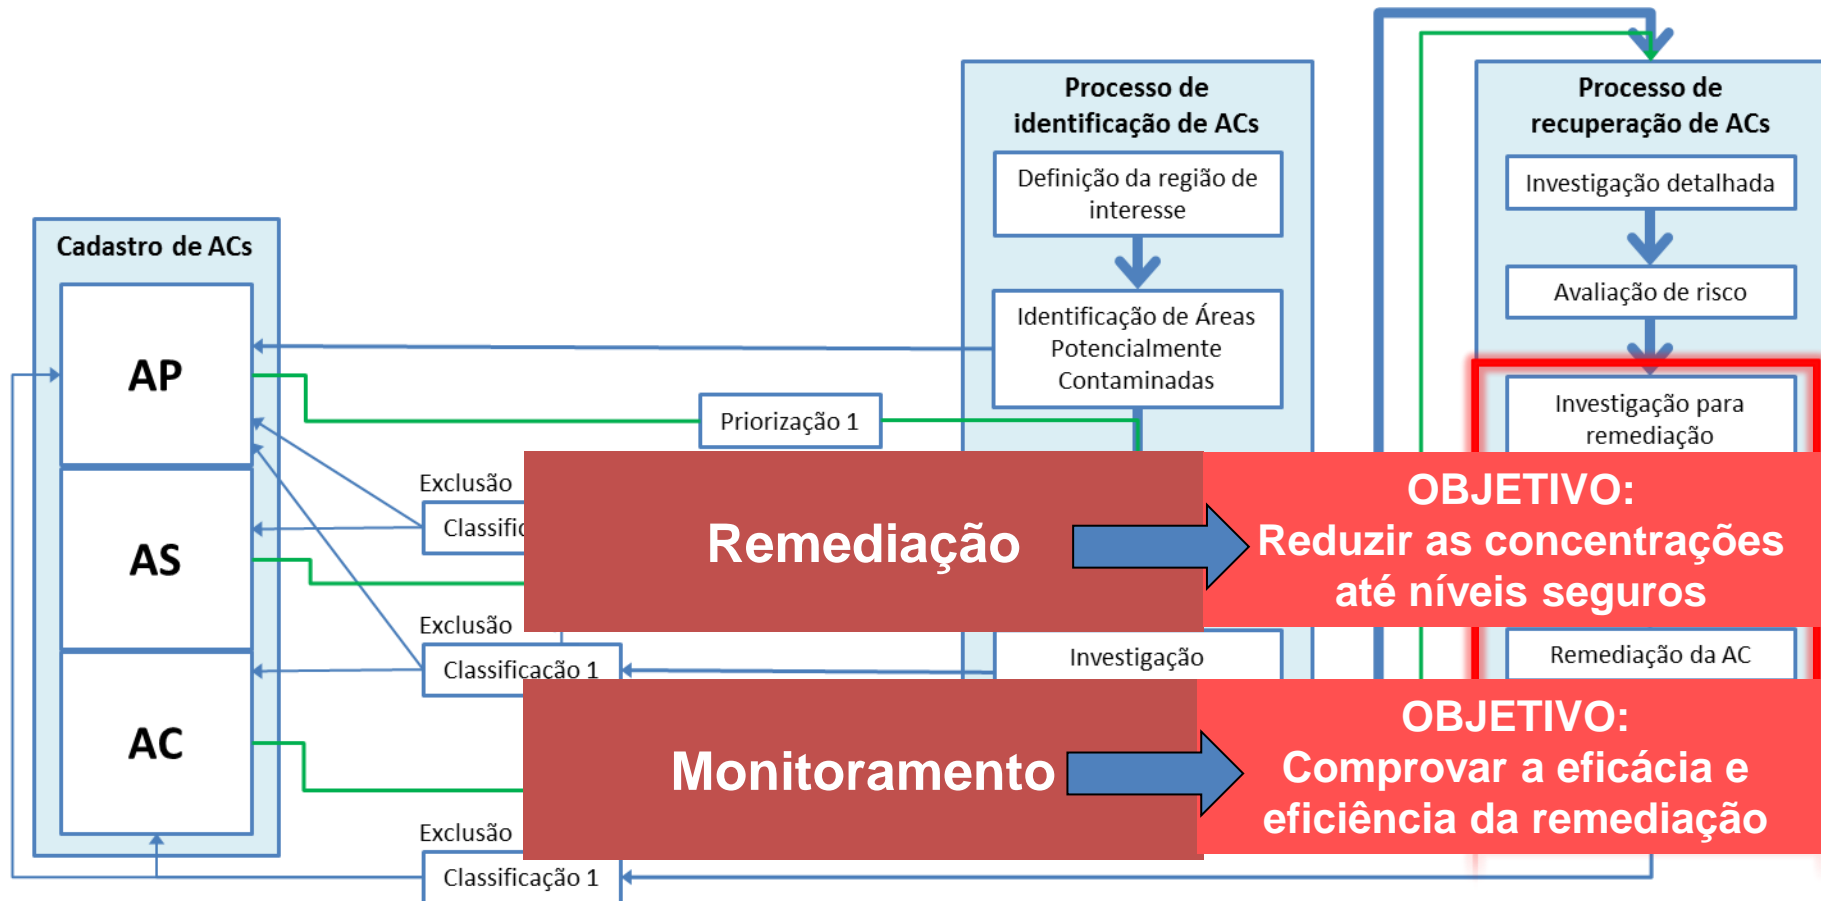 Cadastro de ACs
AP
AS
AC
Exclusão
Exclusão
Classificação 1
Exclusão
Classificação 1
Priorização 1
Processo de
identificação de ACs
Definição da região de
interesse
Identificação de Áreas
Potencialmente
Contaminadas
Investigação
Processo de
recuperação de ACs
Investigação detalhada
Avaliação de risco
Investigação para
remediação
Remediação da AC
Remediação
OBJETIVO:
Reduzir as concentrações
até níveis seguros
Monitoramento
OBJETIVO:
Comprovar a eficácia e
eficiência da remediação